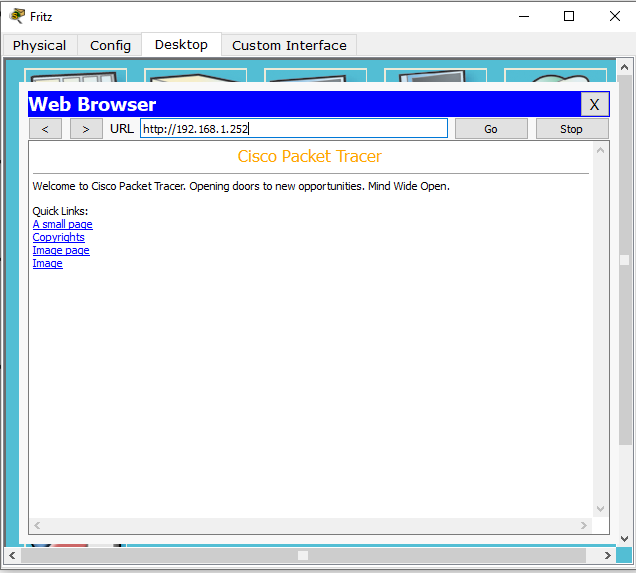 Fritz
Physical Config Desktop Custom Interface
Web Browser X
< > URL http://192.168.1.252 Go Stop
Cisco Packet Tracer
Welcome to Cisco Packet Tracer. Opening doors to new opportunities. Mind Wide Open.
Quick Links:
A small page
Copyrights
Image page
Image